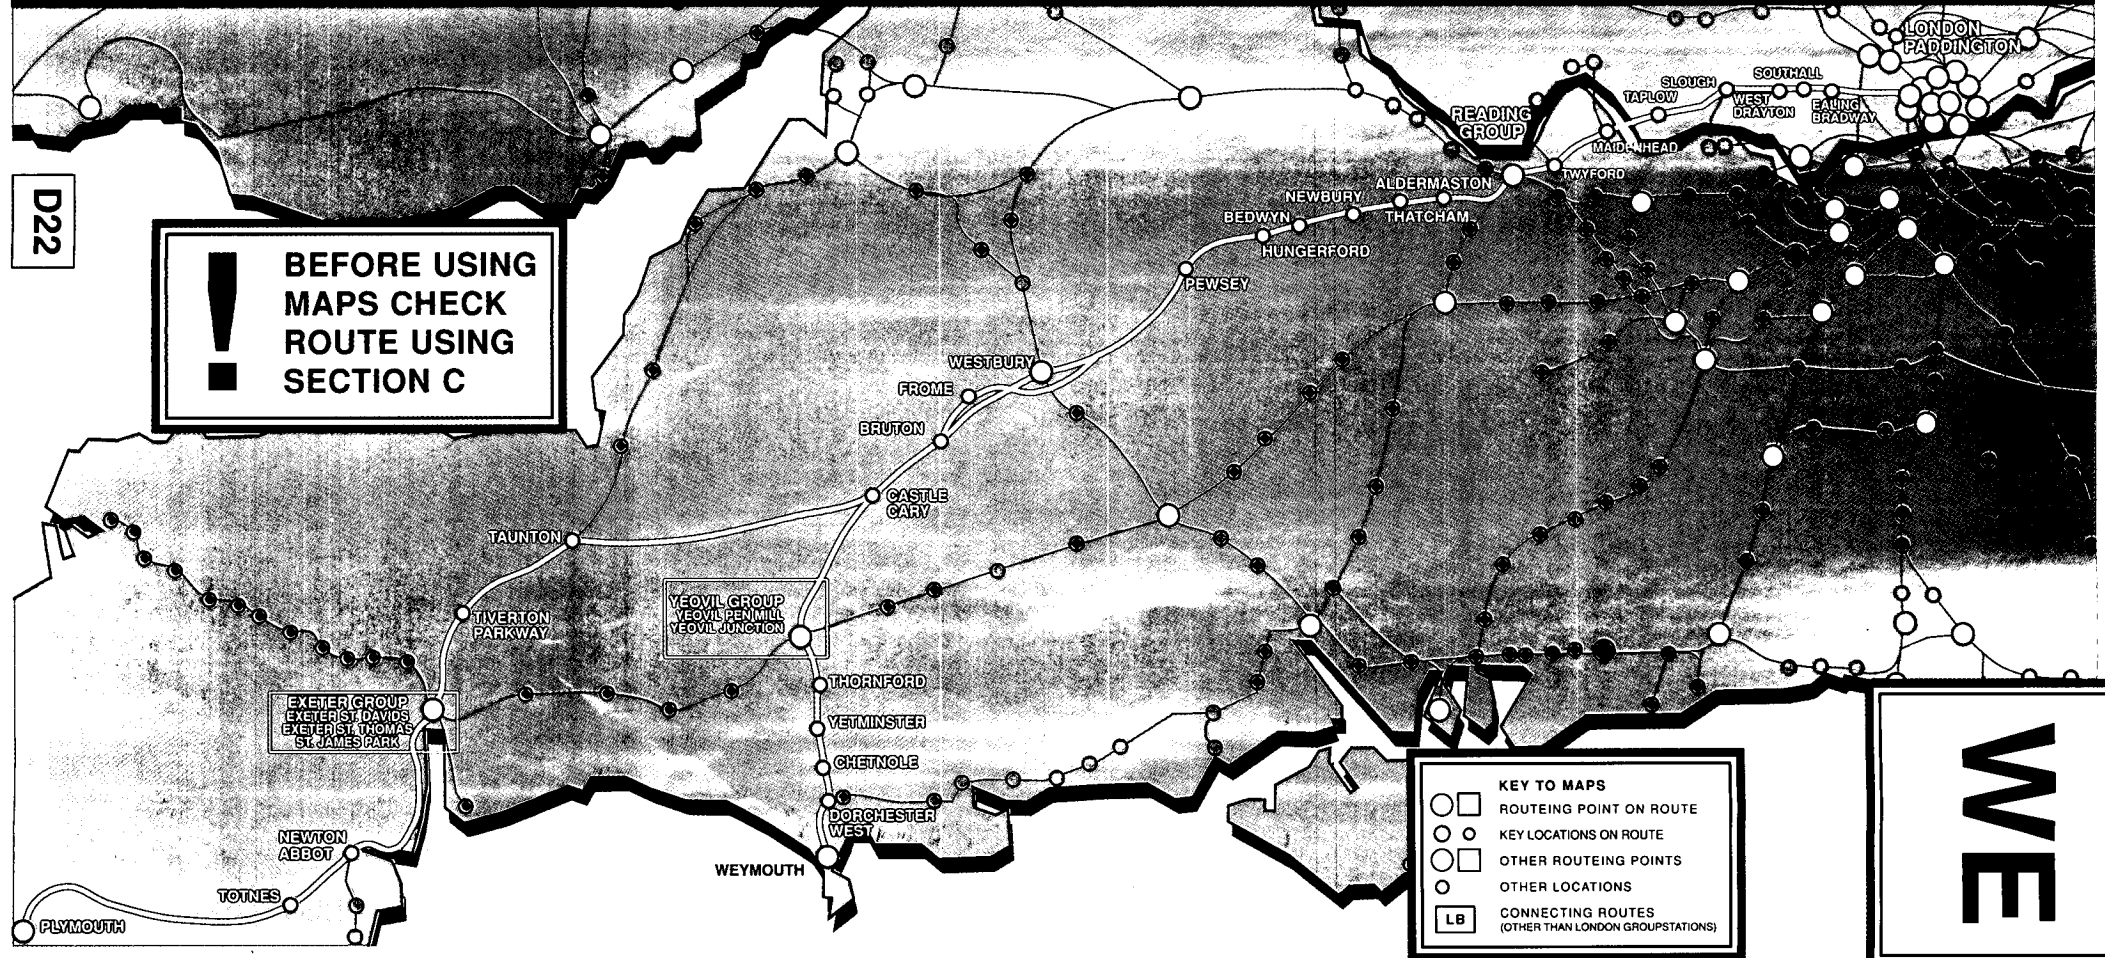 LONDON
PADDINGTON
SOUTHALL
SLOUGH
TAPLOW
WEST
DRAYTON
EALING
BRADWAY
READING
GROUP
MAIDENHEAD
TWYFORD
ALDERMASTON
NEWBURY
THATCHAM
BEDWYN
HUNGERFORD
PEWSEY
D22
!
BEFORE USING
MAPS CHECK
ROUTE USING
SECTION C
WESTBURY
FROME
BRUTON
CASTLE
CARY
TAUNTON
TIVERTON
PARKWAY
YEOVIL GROUP
YEOVIL PEN MILL
YEOVIL JUNCTION
THORNFORD
YETMINSTER
CHETNOLE
DORCHESTER
WEST
WEYMOUTH
EXETER GROUP
EXETER ST. DAVIDS
EXETER ST. THOMAS
ST. JAMES PARK
NEWTON
ABBOT
TOTNES
PLYMOUTH
KEY TO MAPS
ROUTEING POINT ON ROUTE
KEY LOCATIONS ON ROUTE
OTHER ROUTEING POINTS
OTHER LOCATIONS
LB
CONNECTING ROUTES
(OTHER THAN LONDON GROUPSTATIONS)
WE